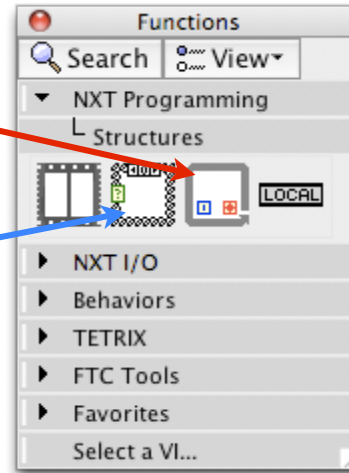 Functions
Search View
NXT Programming
Structures
LOCAL
NXT I/O
Behaviors
TETRIX
FTC Tools
Favorites
Select a VI...